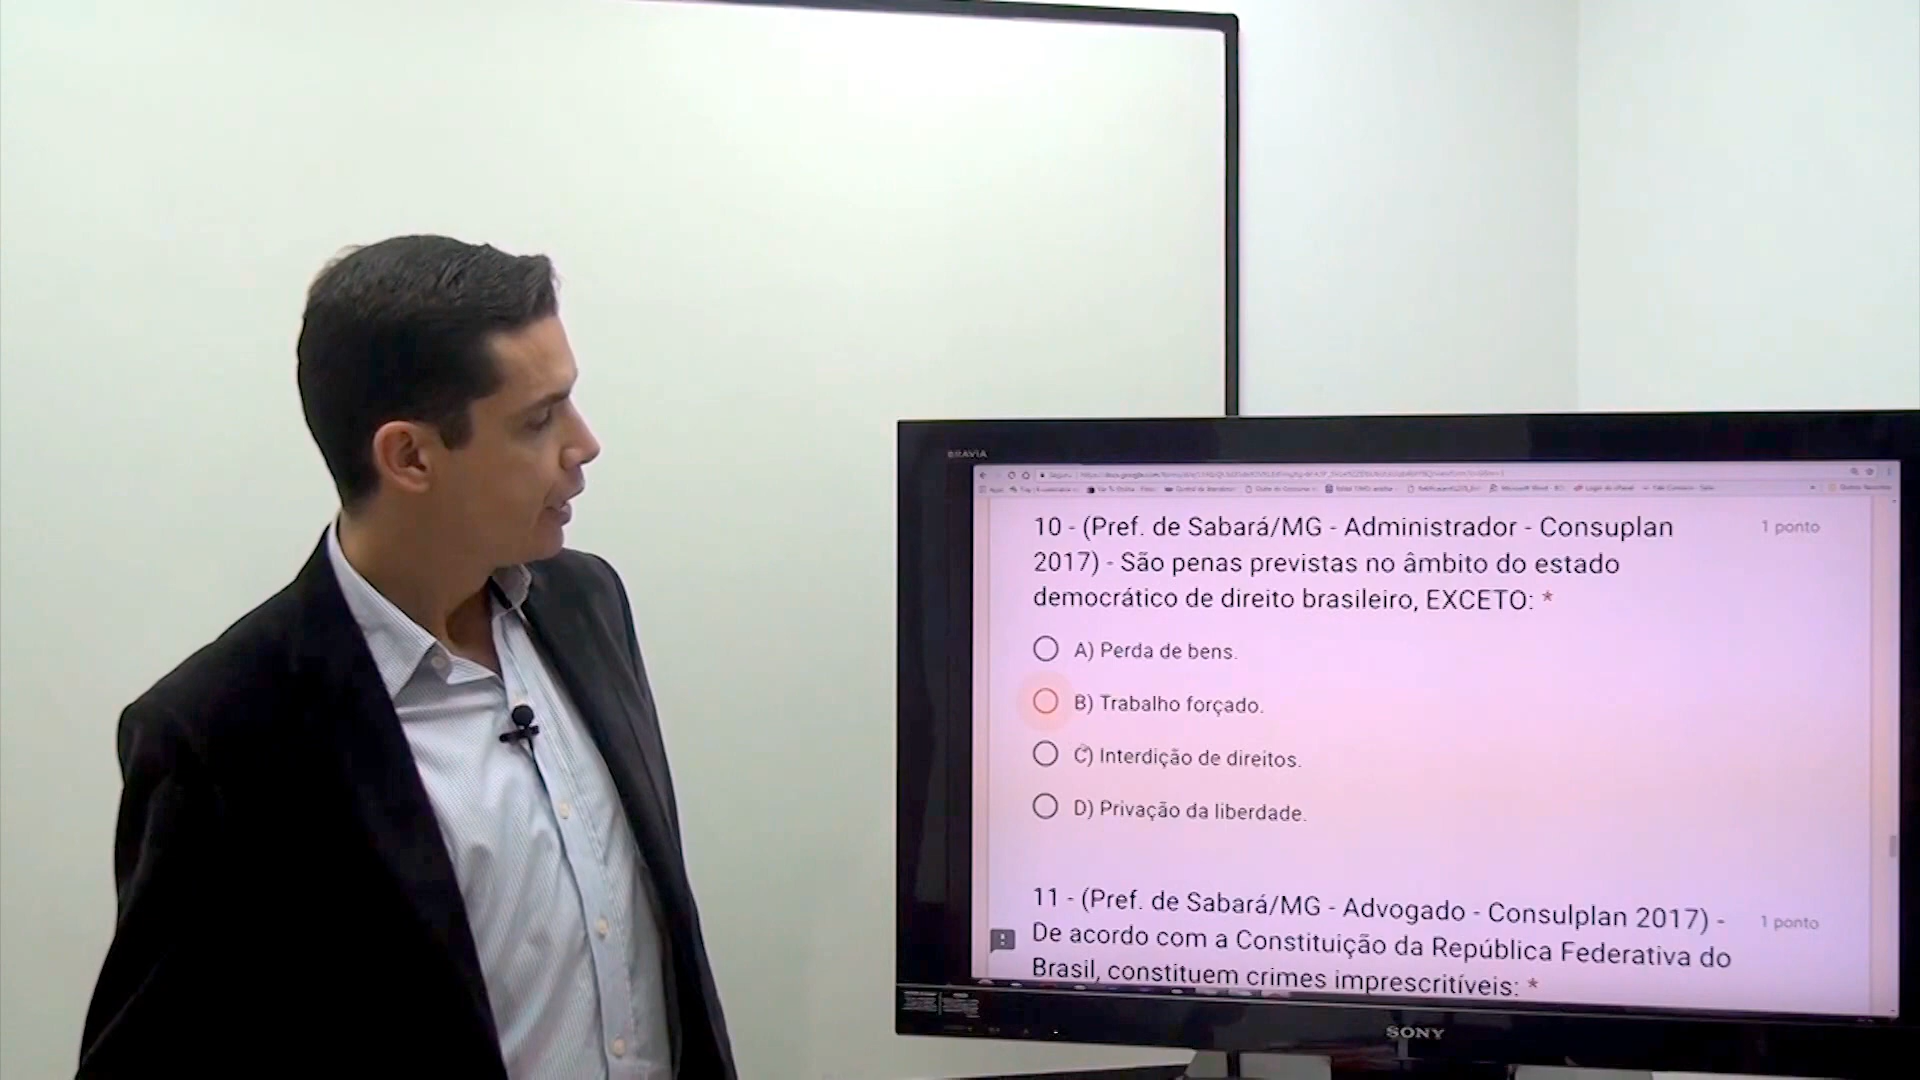 BRAVIA
10 - (Pref. de Sabará/MG - Administrador - Consuplan
1 ponto
2017) - São penas previstas no âmbito do estado
democrático de direito brasileiro, EXCETO: *
A) Perda de bens.
B) Trabalho forçado.
C) Interdição de direitos.
D) Privação da liberdade.
11 - (Pref. de Sabará/MG - Advogado - Consulplan 2017) -
1 ponto
De acordo com a Constituição da República Federativa do
Brasil, constituem crimes imprescritíveis: *
SONY